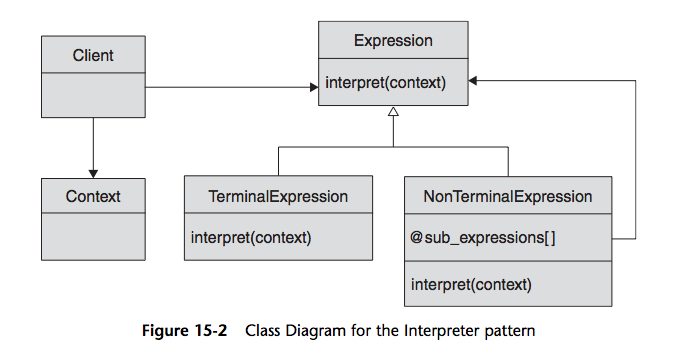 Client
Expression
interpret(context)
Context
TerminalExpression
interpret(context)
NonTerminalExpression
@sub_expressions[]
interpret(context)
Figure 15-2 Class Diagram for the Interpreter pattern